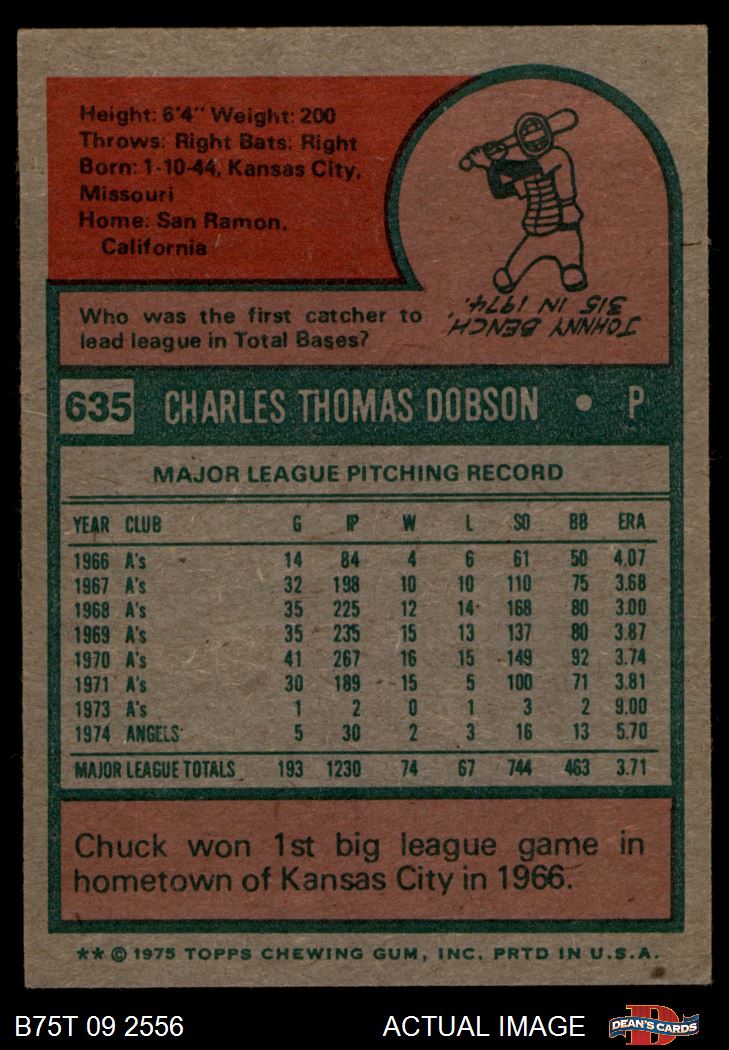 Height: 6'4" Weight: 200
Throws: Right Bats: Right
Born: 1-10-44, Kansas City,
Missouri
Home: San Ramon,
California
Who was the first catcher to
lead league in Total Bases?
JOHNNY BENCH,
315 IN 1974.
635 CHARLES THOMAS DOBSON • P
MAJOR LEAGUE PITCHING RECORD
YEAR CLUB G IP W L SO BB ERA
1966 A's 14 84 4 6 61 50 4.07
1967 A's 32 198 10 10 110 75 3.68
1968 A's 35 225 12 14 168 80 3.00
1969 A's 35 235 15 13 137 80 3.87
1970 A's 41 267 16 15 149 92 3.74
1971 A's 30 189 15 5 100 71 3.81
1973 A's 1 2 0 1 3 2 9.00
1974 ANGELS 5 30 2 3 16 13 5.70
MAJOR LEAGUE TOTALS 193 1230 74 67 744 463 3.71
Chuck won 1st big league game in
hometown of Kansas City in 1966.
** © 1975 TOPPS CHEWING GUM, INC. PRTD IN U.S.A.
B75T 09 2556 ACTUAL IMAGE DEAN'S CARDS